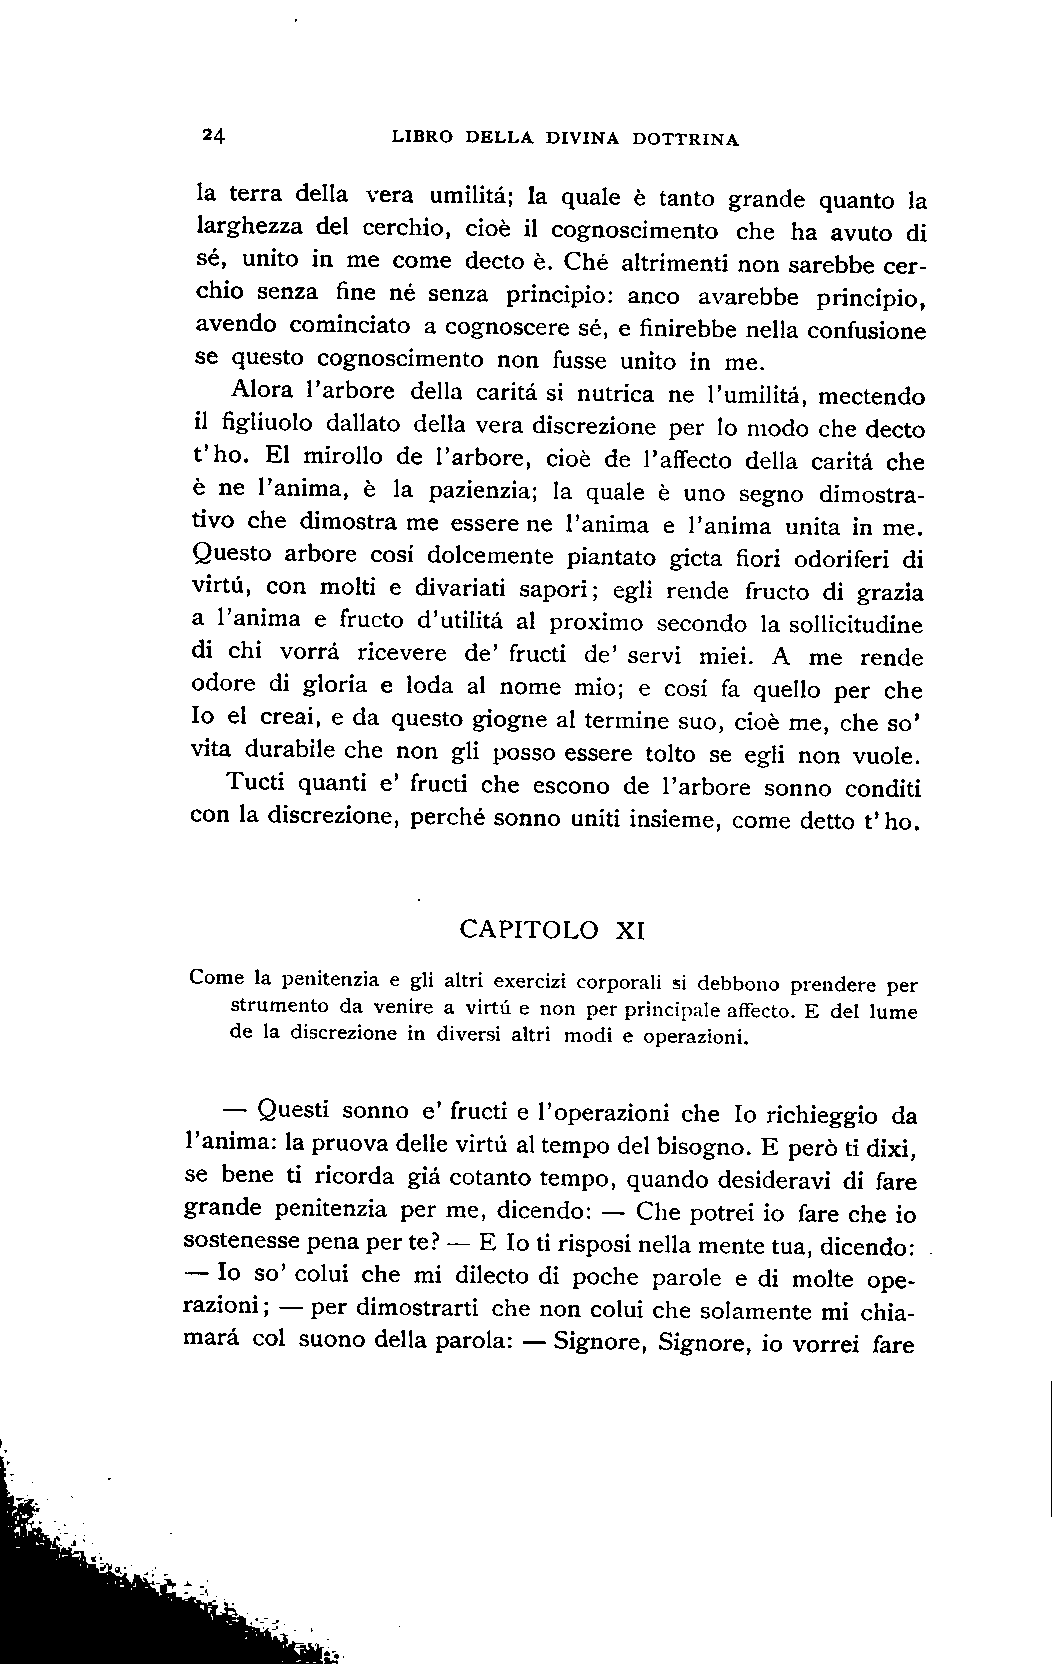 24 LIBRO DELLA DIVINA DOTTRINA
la terra della vera umilitá; la quale è tanto grande quanto la
larghezza del cerchio, cioè il cognoscimento che ha avuto di
sé, unito in me come decto è. Ché altrimenti non sarebbe cer-
chio senza fine né senza principio: anco avarebbe principio,
avendo cominciato a cognoscere sé, e finirebbe nella confusione
se questo cognoscimento non fusse unito in me.
Alora l'arbore della caritá si nutrica ne l'umilitá, mectendo
il figliuolo dallato della vera discrezione per lo modo che decto
t'ho. El mirollo de l'arbore, cioè de l'affecto della caritá che
è ne l'anima, è la pazienzia; la quale è uno segno dimostra-
tivo che dimostra me essere ne l'anima e l'anima unita in me.
Questo arbore cosí dolcemente piantato gicta fiori odoriferi di
virtú, con molti e divariati sapori; egli rende fructo di grazia
a l'anima e fructo d'utilitá al proximo secondo la sollicitudine
di chi vorrá ricevere de' fructi de' servi miei. A me rende
odore di gloria e loda al nome mio; e cosí fa quello per che
Io el creai, e da questo giogne al termine suo, cioè me, che so'
vita durabile che non gli posso essere tolto se egli non vuole.
Tucti quanti e' fructi che escono de l'arbore sonno conditi
con la discrezione, perché sonno uniti insieme, come detto t'ho.
CAPITOLO XI
Come la penitenzia e gli altri exercizi corporali si debbono prendere per
strumento da venire a virtú e non per principale affecto. E del lume
de la discrezione in diversi altri modi e operazioni.
— Questi sonno e' fructi e l'operazioni che Io richieggio da
l'anima: la pruova delle virtú al tempo del bisogno. E però ti dixi,
se bene ti ricorda giá cotanto tempo, quando desideravi di fare
grande penitenzia per me, dicendo: — Che potrei io fare che io
sostenesse pena per te? — E Io ti risposi nella mente tua, dicendo:
— Io so' colui che mi dilecto di poche parole e di molte ope-
razioni; — per dimostrarti che non colui che solamente mi chia-
mará col suono della parola: — Signore, Signore, io vorrei fare